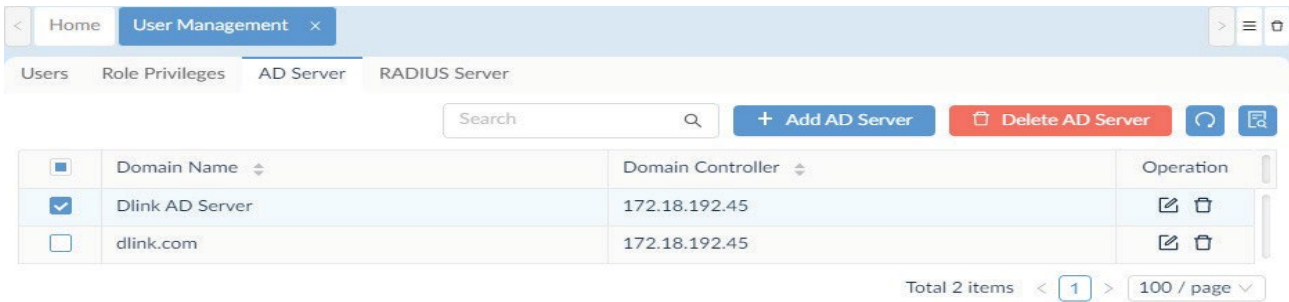 Home User Management
Users Role Privileges AD Server RADIUS Server
Search + Add AD Server Delete AD Server
Domain Name Domain Controller Operation
Dlink AD Server 172.18.192.45
dlink.com 172.18.192.45
Total 2 items < 1 > 100 / page